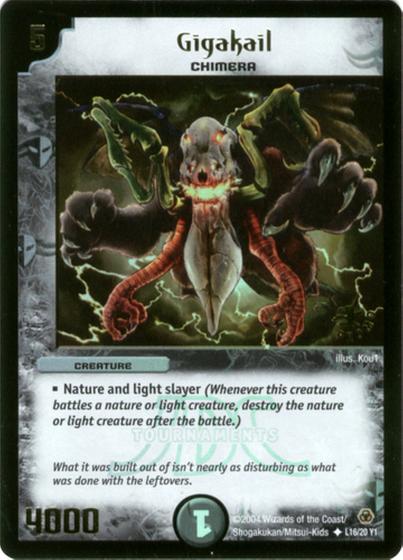 5
Gigakail
CHIMERA
illus. Kou1
CREATURE
▪ Nature and light slayer (Whenever this creature
battles a nature or light creature, destroy the nature
or light creature after the battle.)
JDC
TOURNAMENTS
What it was built out of isn't nearly as disturbing as what
was done with the leftovers.
4000
1
©2004 Wizards of the Coast/
Shogakukan/Mitsui-Kids ♦ L16/20 Y1